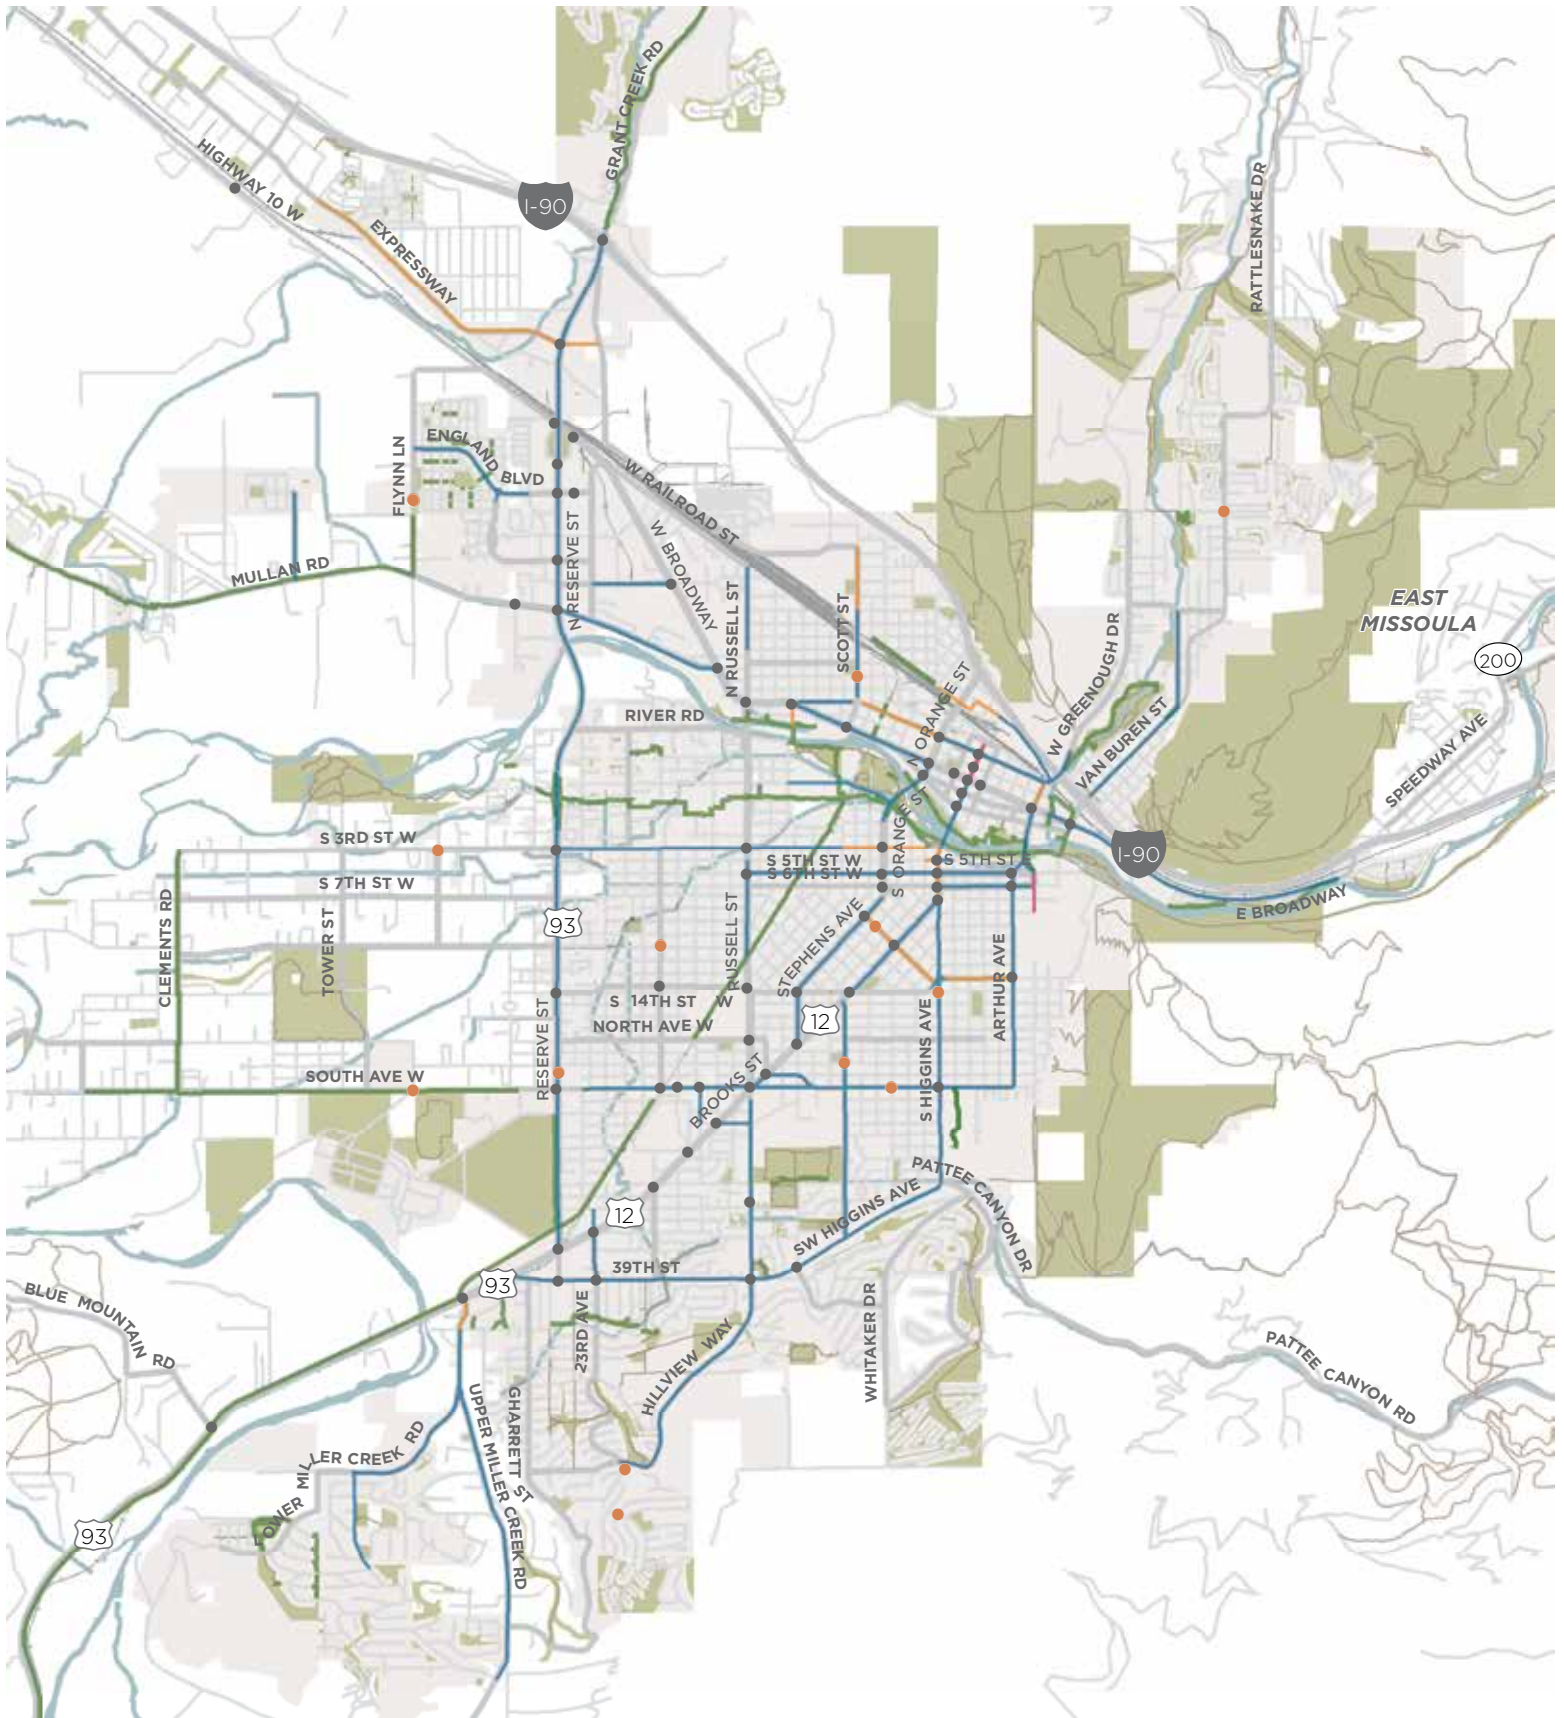 GRANT CREEK RD
HIGHWAY 10 W
I-90
EXPRESSWAY
RATTLESNAKE DR
FLYNN LN
ENGLAND BLVD
W RAILROAD ST
W BROADWAY
N RESERVE ST
MULLAN RD
N RUSSELL ST
SCOTT ST
EAST
MISSOULA
200
W GREENOUGH DR
N ORANGE ST
RIVER RD
VAN BUREN ST
SPEEDWAY AVE
S 3RD ST W
S ORANGE ST
S 5TH ST W
S 5TH ST E
S 6TH ST W
I-90
S 7TH ST W
E BROADWAY
CLEMENTS RD
TOWER ST
93
RUSSELL ST
STEPHENS AVE
ARTHUR AVE
S 14TH ST W
12
NORTH AVE W
RESERVE ST
S HIGGINS AVE
SOUTH AVE W
BROOKS ST
PATTEE CANYON DR
12
SW HIGGINS AVE
39TH ST
93
BLUE MOUNTAIN RD
23RD AVE
WHITAKER DR
HILLVIEW WAY
PATTEE CANYON RD
UPPER MILLER CREEK RD
GHARRETT ST
LOWER MILLER CREEK RD
93